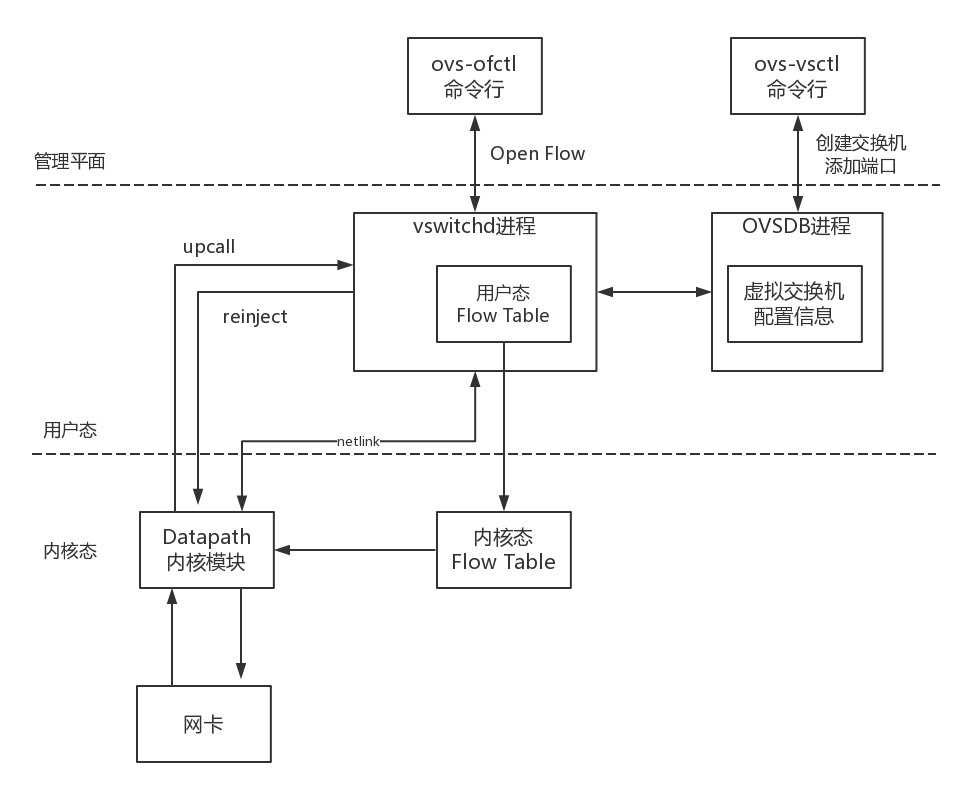 ovs-ofctl
命令行
ovs-vsctl
命令行
Open Flow
创建交换机
添加端口
管理平面
vswitchd进程
OVSDB进程
upcall
用户态
Flow Table
虚拟交换机
配置信息
reinject
用户态
netlink
内核态
Datapath
内核模块
内核态
Flow Table
网卡